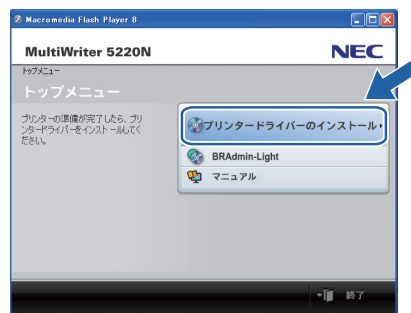 Macromedia Flash Player 8
MultiWriter 5220N
NEC
トップメニュー
トップメニュー
プリンターの準備が完了したら、プリ
ンタードライバーをインストールしてく
ださい。
プリンタードライバーのインストール
BRAdmin-Light
マニュアル
終了